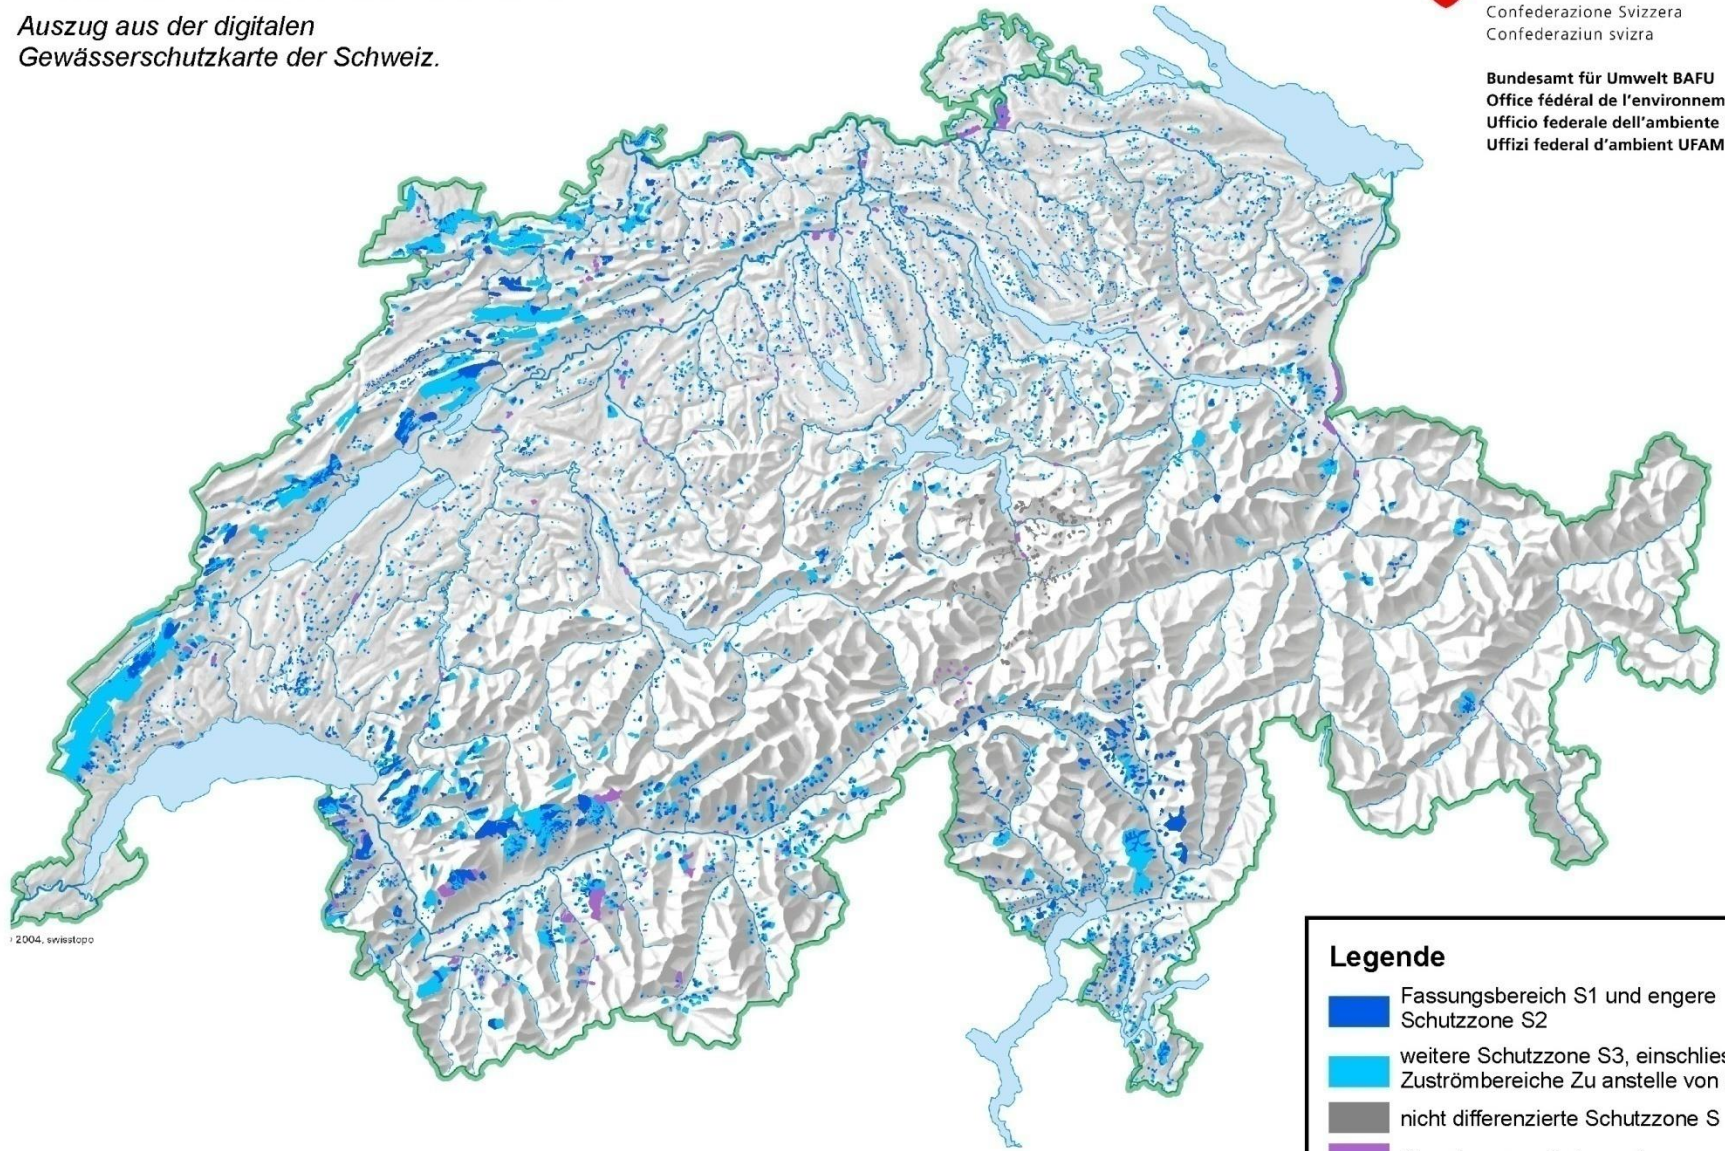 Auszug aus der digitalen
Gewässerschutzkarte der Schweiz.
Confederazione Svizzera
Confederaziun svizra
Bundesamt für Umwelt BAFU
Office fédéral de l'environnem
Ufficio federale dell'ambiente
Uffizi federal d'ambient UFAM
2004, swisstopo
Legende
Fassungsbereich S1 und engere
Schutzzone S2
weitere Schutzzone S3, einschlies
Zuströmbereiche Zu anstelle von
nicht differenzierte Schutzzone S